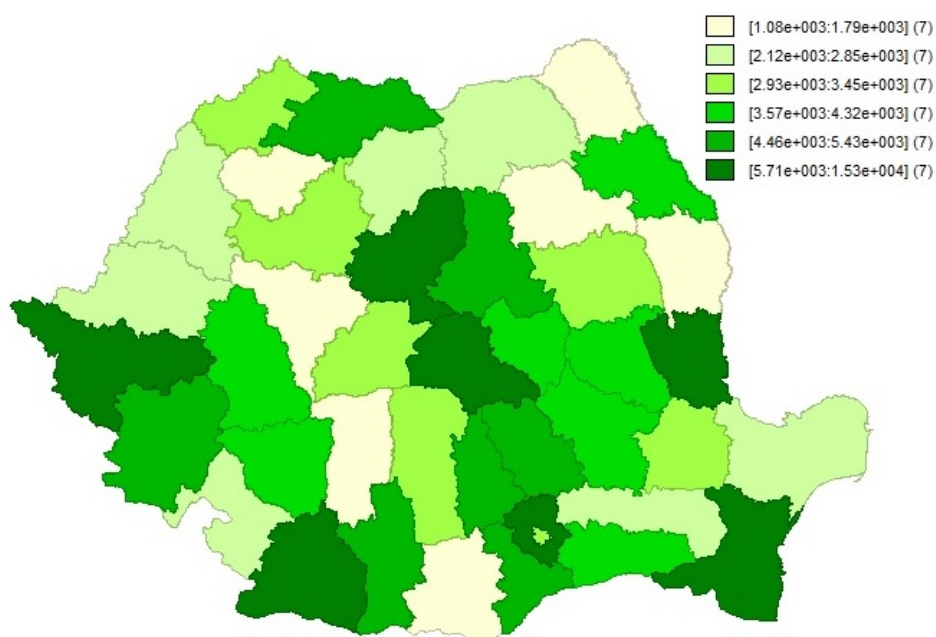 [1.08e+003:1.79e+003] (7)
[2.12e+003:2.85e+003] (7)
[2.93e+003:3.45e+003] (7)
[3.57e+003:4.32e+003] (7)
[4.46e+003:5.43e+003] (7)
[5.71e+003:1.53e+004] (7)